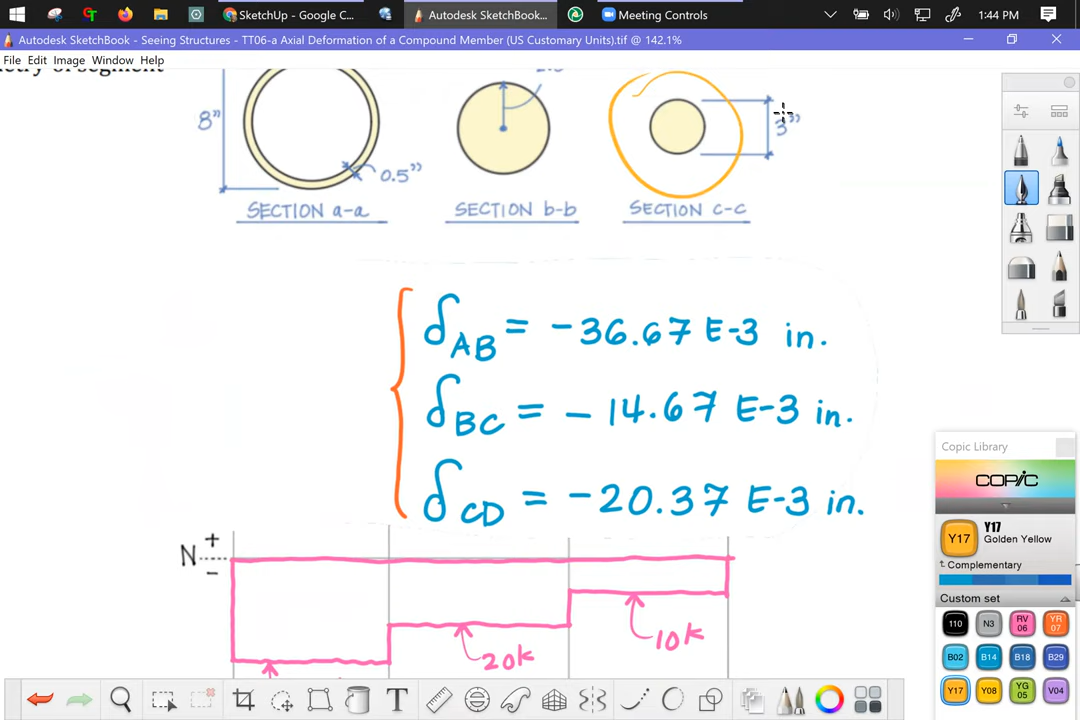 SketchUp - Google C...
Autodesk SketchBook...
Meeting Controls
1:44 PM
Autodesk SketchBook - Seeing Structures - TT06-a Axial Deformation of a Compound Member (US Customary Units).tif @ 142.1%
File Edit Image Window Help
of segment
8"
0.5"
3"
SECTION a-a
SECTION b-b
SECTION c-c
δAB = -36.67 E-3 in.
δBC = - 14.67 E-3 in.
δCD = -20.37 E-3 in.
N + -
20k
10k
Copic Library
COPIC
Y17
Y17
Golden Yellow
Complementary
Custom set
110 N3 RV 06 YR 07
B02 B14 B18 B29
Y17 Y08 YG 05 V04
T